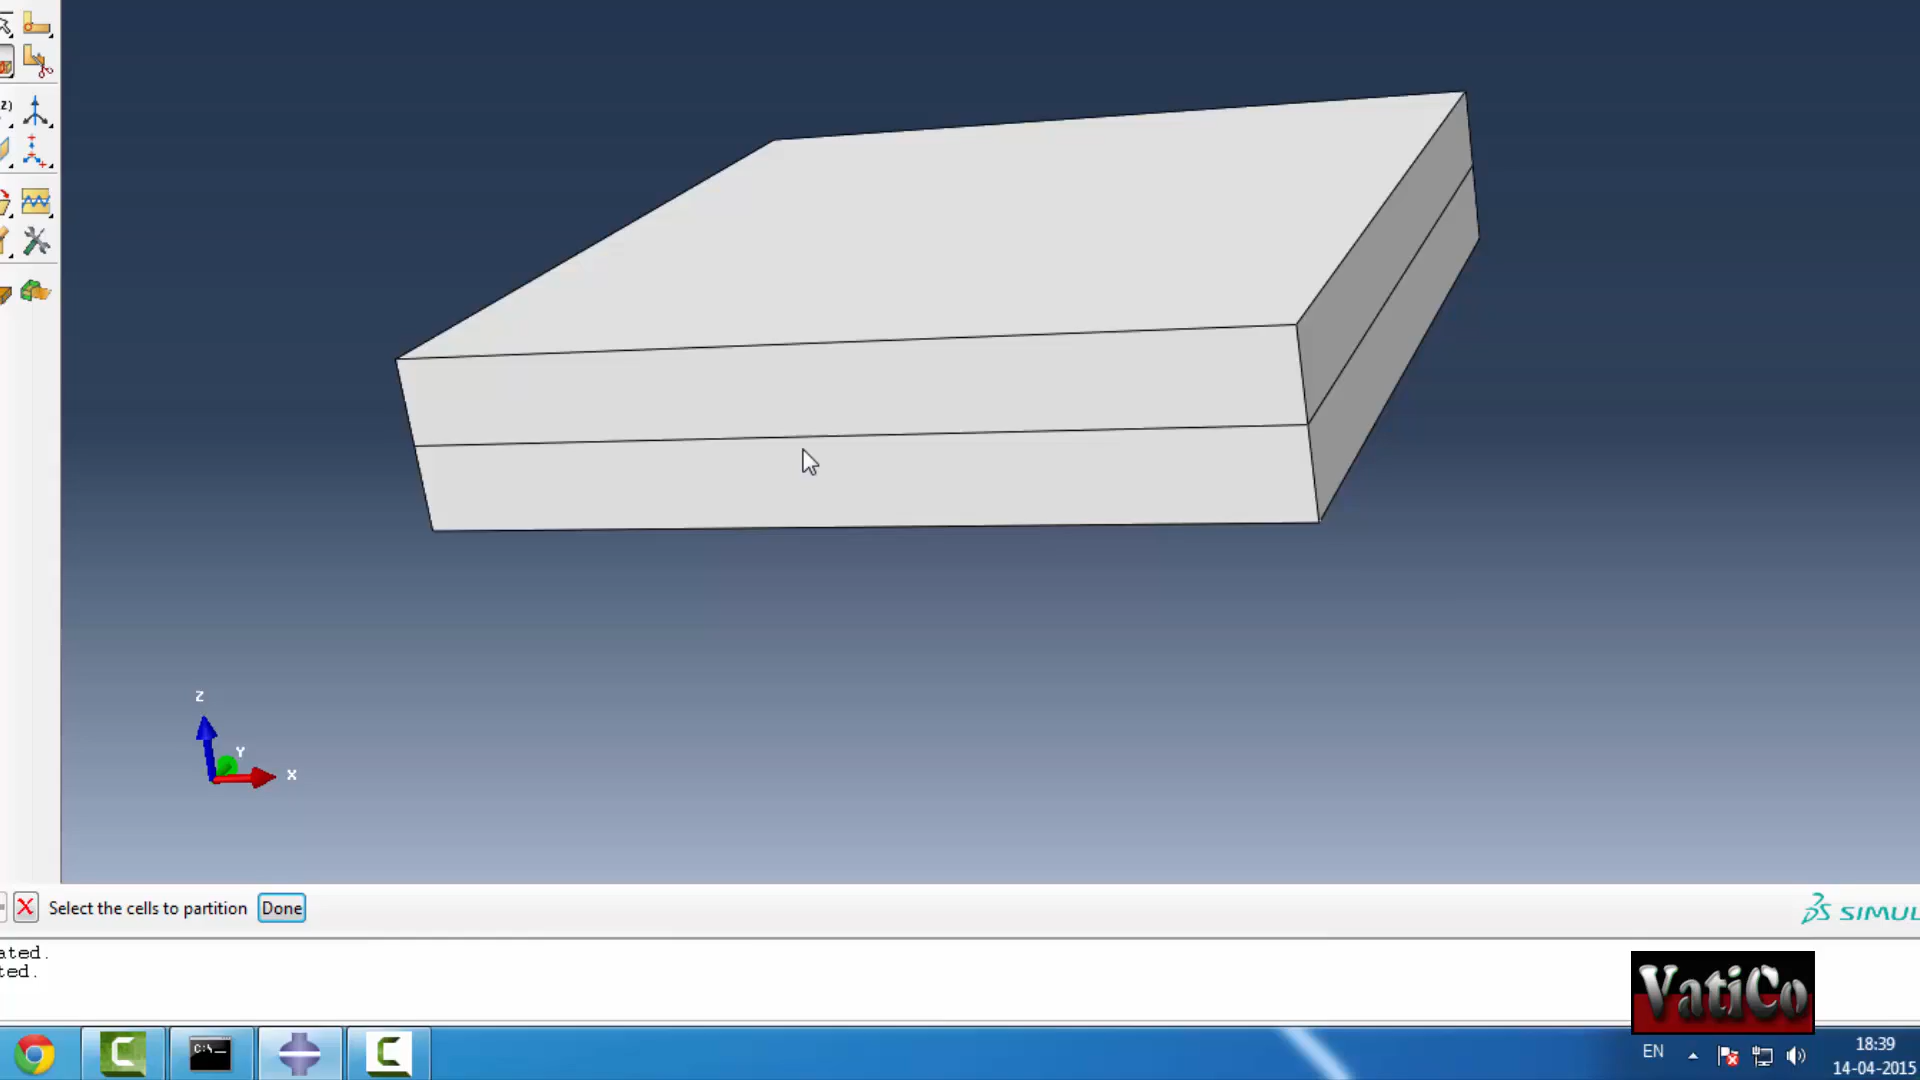 z)
Z
Y
X
Select the cells to partition Done
SIMUL
ated.
ted.
VatiCo
C:\
EN
18:39
14-04-2015